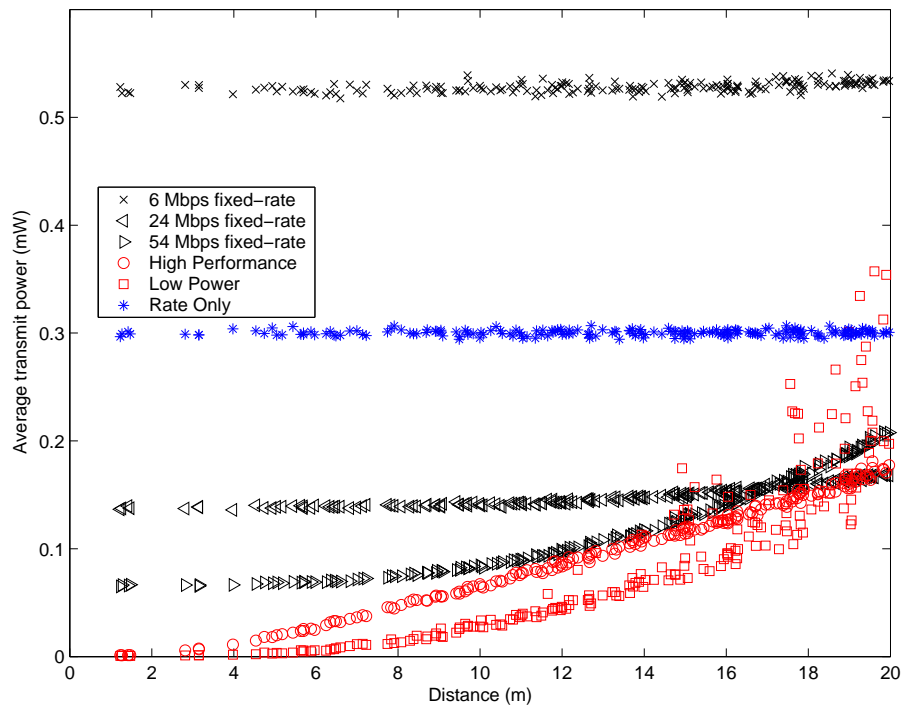 0.5
0.4
0.3
0.2
0.1
0
Average transmit power (mW)
6 Mbps fixed−rate
24 Mbps fixed−rate
54 Mbps fixed−rate
High Performance
Low Power
Rate Only
0 2 4 6 8 10 12 14 16 18 20
Distance (m)